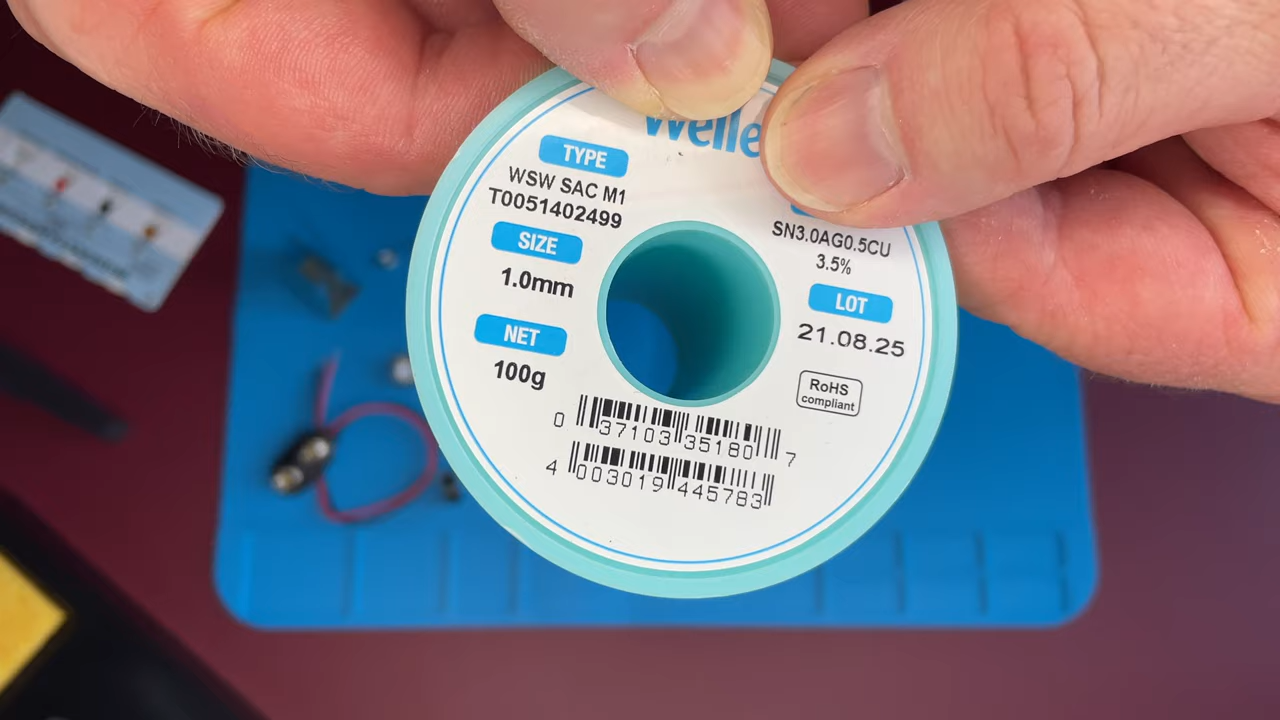 Welle
TYPE
WSW SAC M1
T0051402499
SIZE
1.0mm
NET
100g
SN3.0AG0.5CU
3.5%
LOT
21.08.25
RoHS
compliant
0 37103 35180 7
4 003019 445783